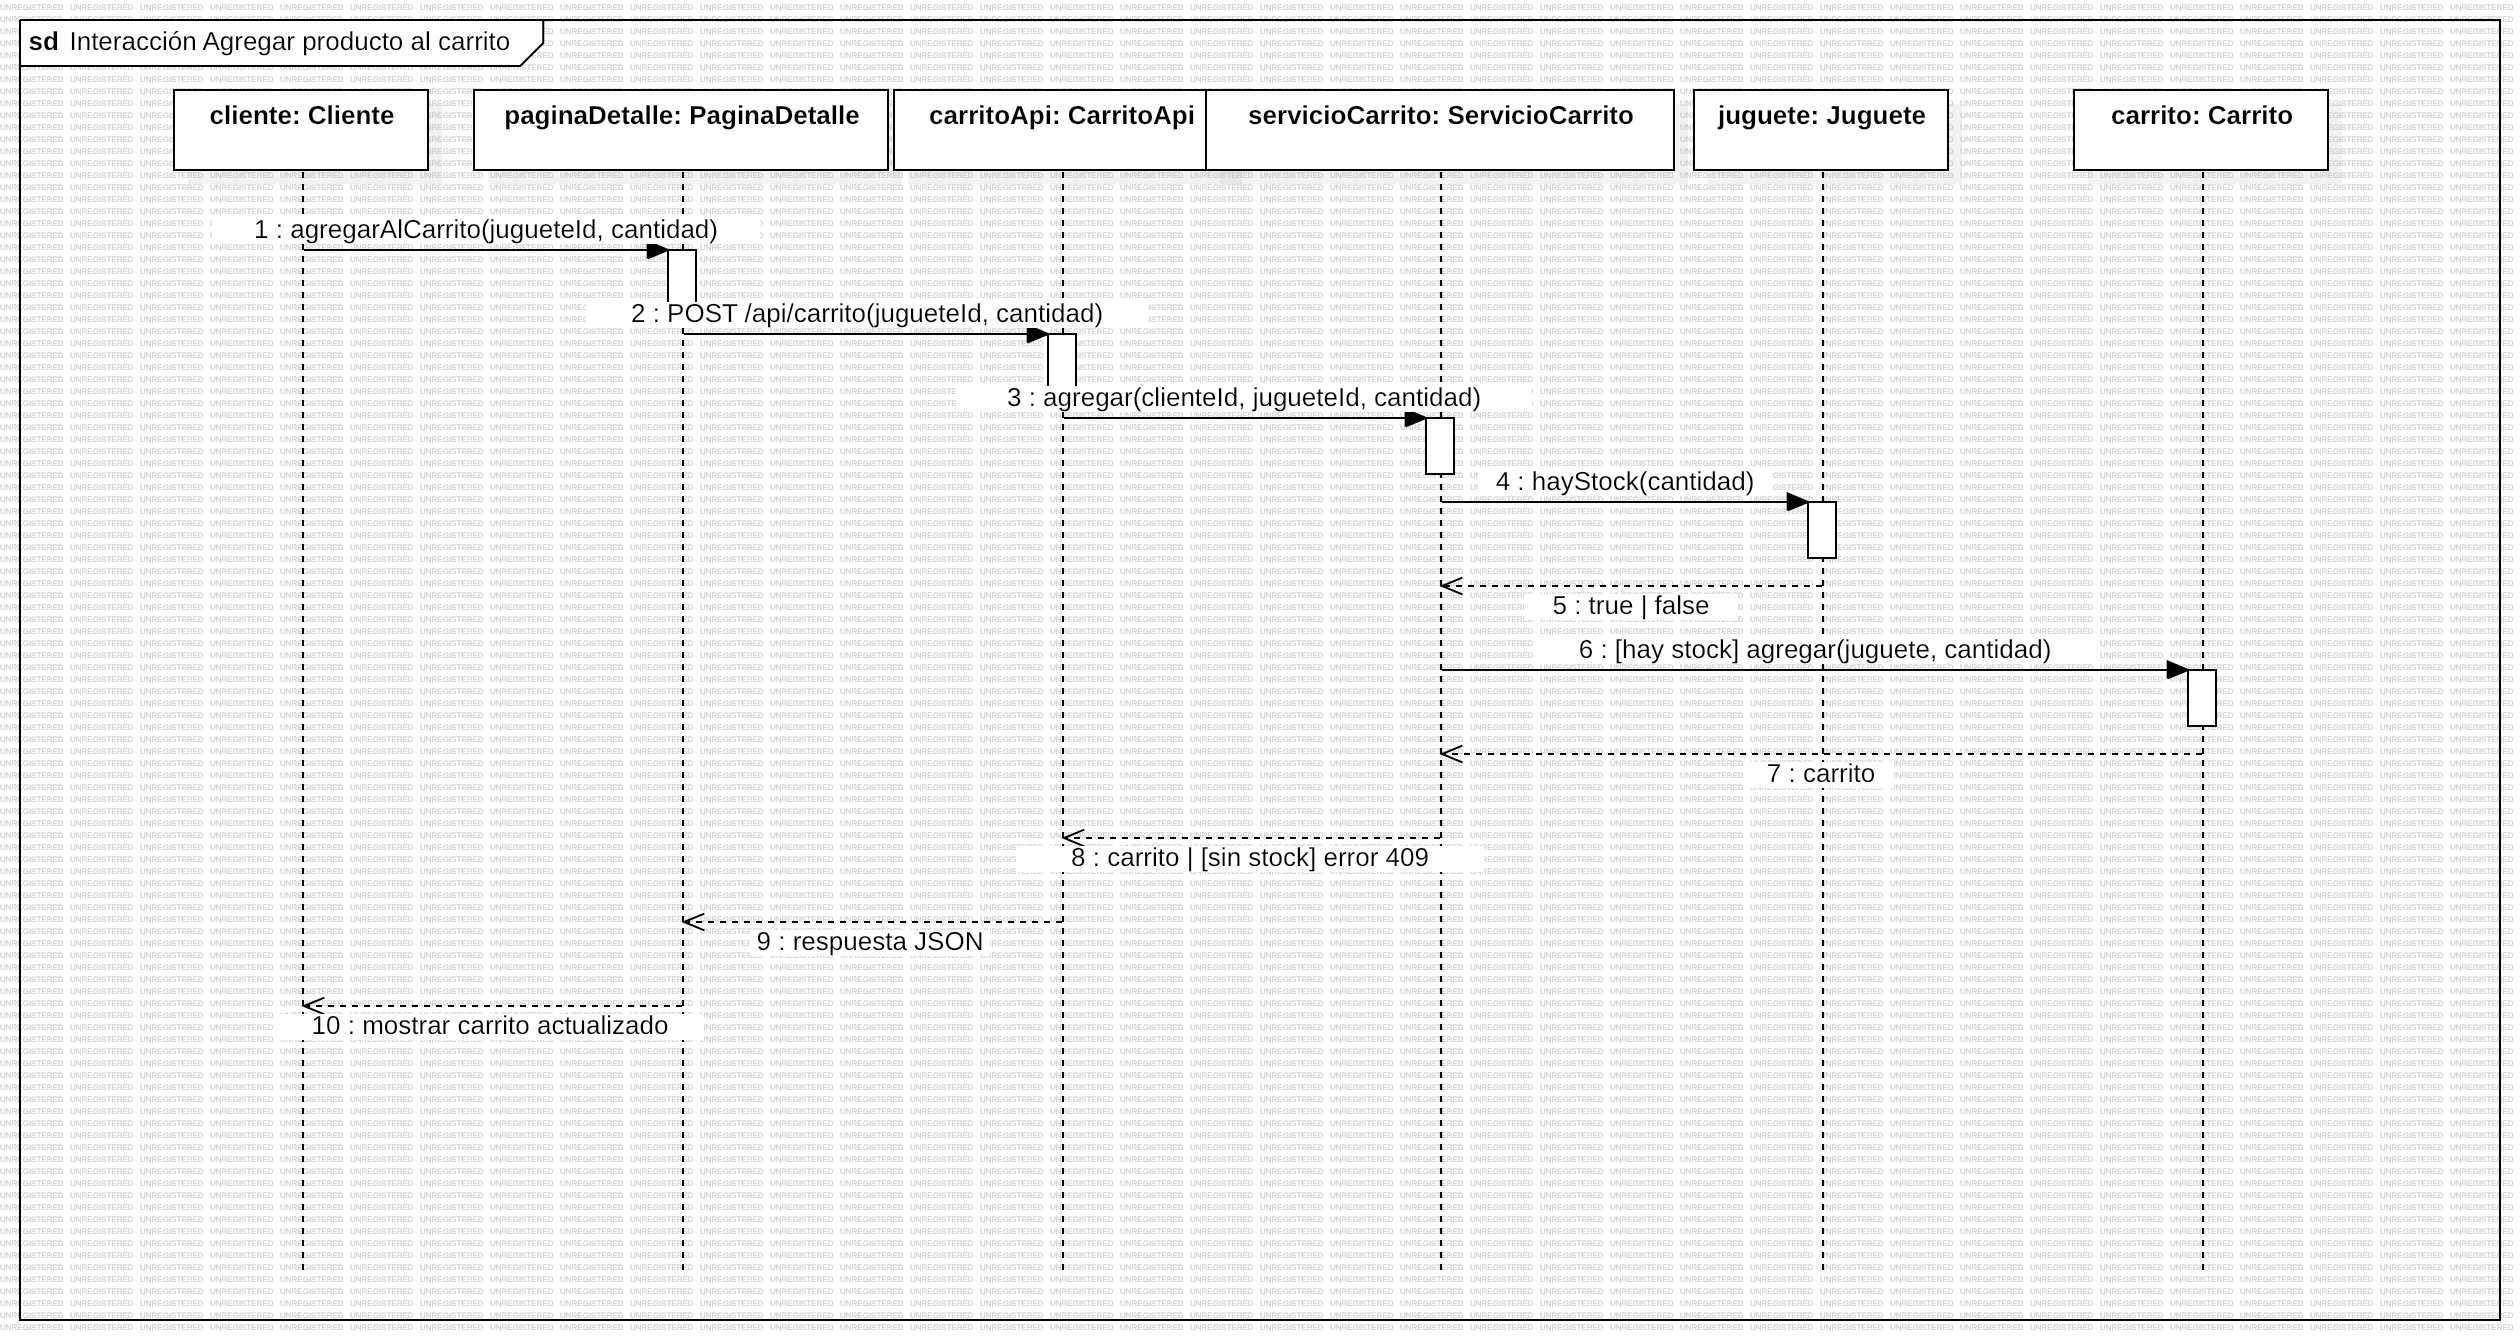 sd Interacción Agregar producto al carrito
cliente: Cliente
paginaDetalle: PaginaDetalle
carritoApi: CarritoApi
servicioCarrito: ServicioCarrito
juguete: Juguete
carrito: Carrito
1 : agregarAlCarrito(jugueteId, cantidad)
2 : POST /api/carrito(jugueteId, cantidad)
3 : agregar(clienteId, jugueteId, cantidad)
4 : hayStock(cantidad)
5 : true | false
6 : [hay stock] agregar(juguete, cantidad)
7 : carrito
8 : carrito | [sin stock] error 409
9 : respuesta JSON
10 : mostrar carrito actualizado
UNREGISTERED